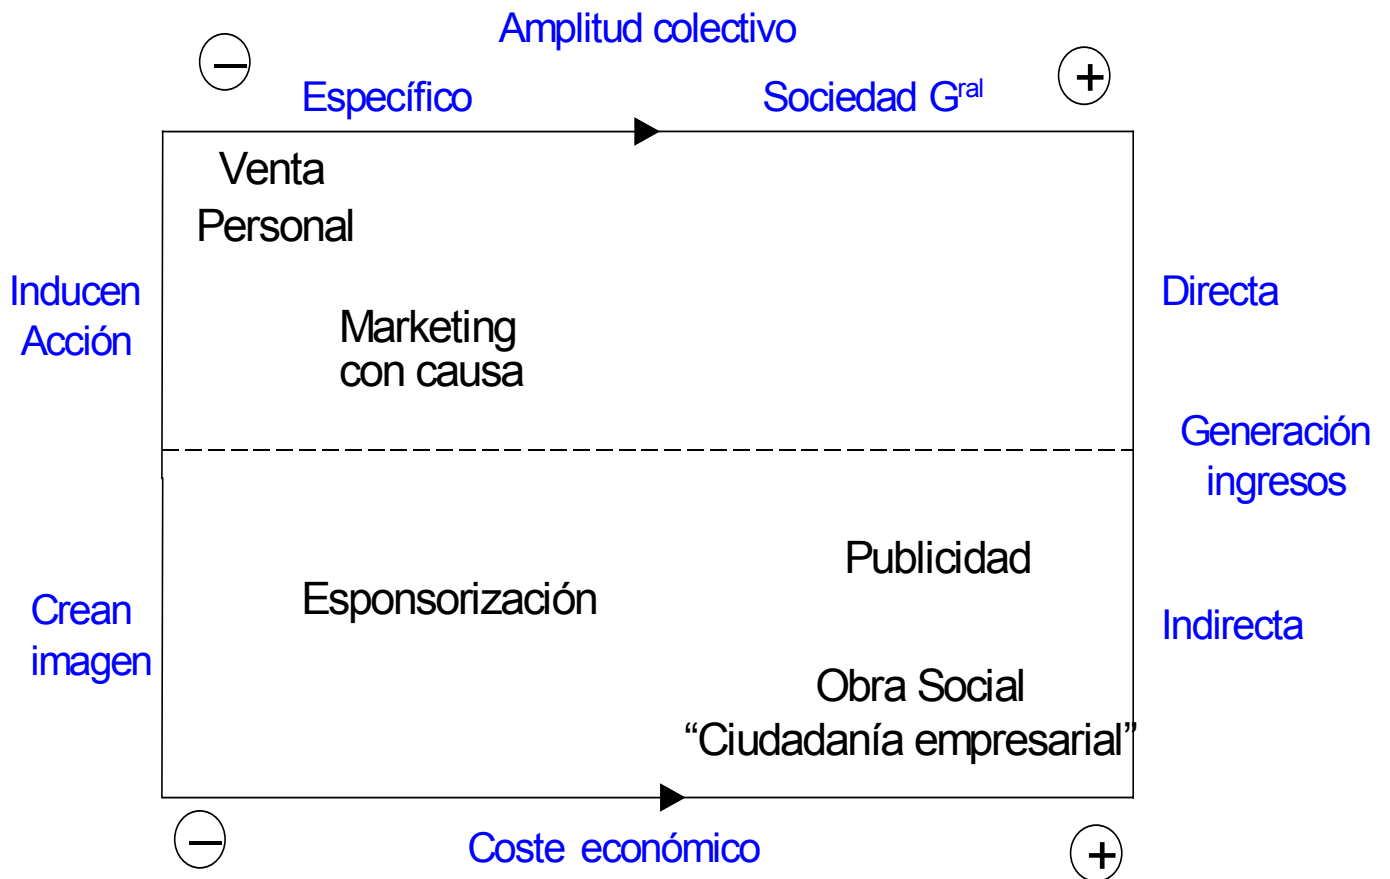 Amplitud colectivo
−
+
Específico
Sociedad Gral
Venta
Personal
Inducen
Acción
Directa
Marketing
con causa
Generación
ingresos
Publicidad
Esponsorización
Crean
imagen
Indirecta
Obra Social
“Ciudadanía empresarial”
−
Coste económico
+